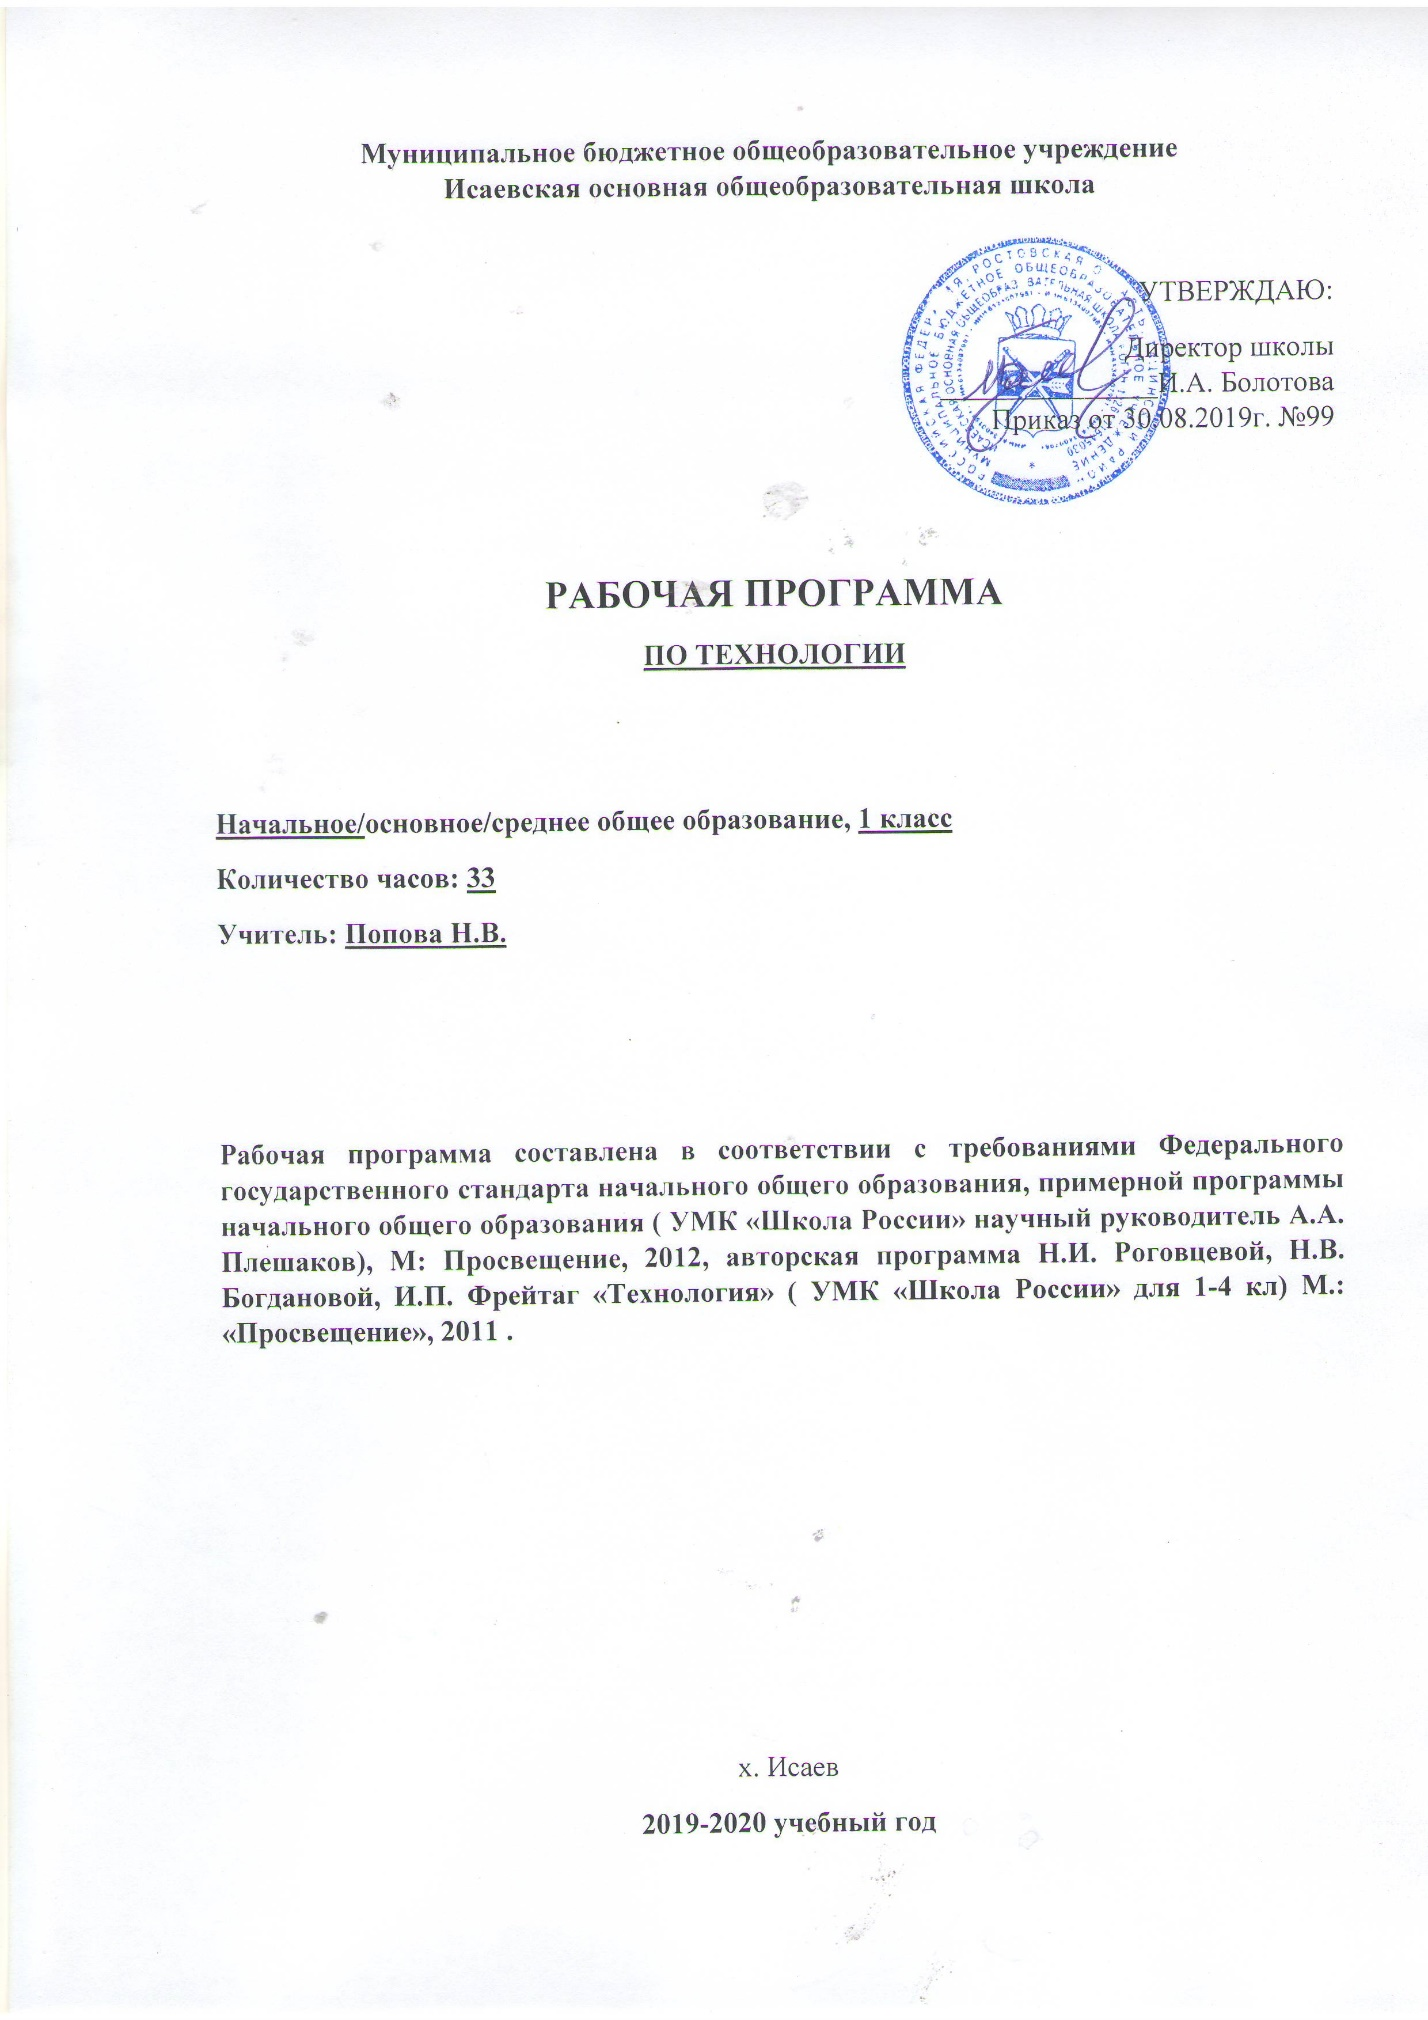 Муниципальное бюджетное общеобразовательное учреждение
Исаевская основная общеобразовательная школа
УТВЕРЖДАЮ:
Директор школы
И.А. Болотова
Приказ от 30.08.2019г. №99
РАБОЧАЯ ПРОГРАММА
ПО ТЕХНОЛОГИИ
Начальное/основное/среднее общее образование, 1 класс
Количество часов: 33
Учитель: Попова Н.В.
Рабочая программа составлена в соответствии с требованиями Федерального
государственного стандарта начального общего образования, примерной программы
начального общего образования ( УМК «Школа России» научный руководитель А.А.
Плешаков), М: Просвещение, 2012, авторская программа Н.И. Роговцевой, Н.В.
Богдановой, И.П. Фрейтаг «Технология» ( УМК «Школа России» для 1-4 кл) М.:
«Просвещение», 2011 .
х. Исаев
2019-2020 учебный год